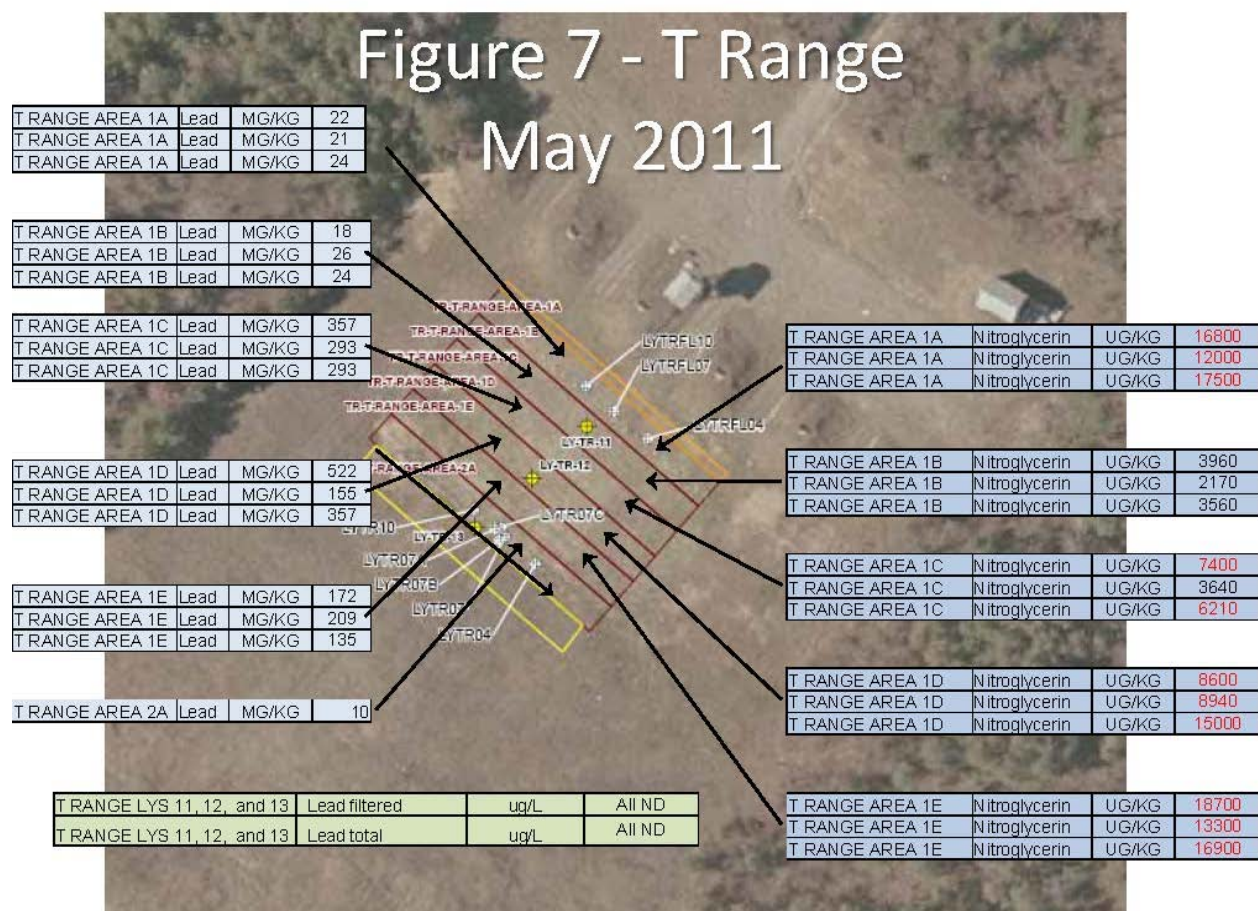 Figure 7 - T Range
May 2011
T RANGE AREA 1A Lead MG/KG 22
T RANGE AREA 1A Lead MG/KG 21
T RANGE AREA 1A Lead MG/KG 24
T RANGE AREA 1B Lead MG/KG 18
T RANGE AREA 1B Lead MG/KG 26
T RANGE AREA 1B Lead MG/KG 24
T RANGE AREA 1C Lead MG/KG 357
T RANGE AREA 1C Lead MG/KG 293
T RANGE AREA 1C Lead MG/KG 293
T RANGE AREA 1D Lead MG/KG 522
T RANGE AREA 1D Lead MG/KG 155
T RANGE AREA 1D Lead MG/KG 357
T RANGE AREA 1E Lead MG/KG 172
T RANGE AREA 1E Lead MG/KG 209
T RANGE AREA 1E Lead MG/KG 135
T RANGE AREA 2A Lead MG/KG 10
TR-T-RANGE-AREA-1A
TR-T-RANGE-AREA-1B
TR-T-RANGE-AREA-1D
TR-T-RANGE-AREA-1E
LYTRFL10
LYTRFL07
LYTRFL04
LY-TR-11
LY-TR-12
LY-TR-13
LYTR10
LYTR07C
LYTR07B
LYTR07
LYTR04
T RANGE AREA 1A Nitroglycerin UG/KG 16800
T RANGE AREA 1A Nitroglycerin UG/KG 12000
T RANGE AREA 1A Nitroglycerin UG/KG 17500
T RANGE AREA 1B Nitroglycerin UG/KG 3960
T RANGE AREA 1B Nitroglycerin UG/KG 2170
T RANGE AREA 1B Nitroglycerin UG/KG 3560
T RANGE AREA 1C Nitroglycerin UG/KG 7400
T RANGE AREA 1C Nitroglycerin UG/KG 3640
T RANGE AREA 1C Nitroglycerin UG/KG 6210
T RANGE AREA 1D Nitroglycerin UG/KG 8600
T RANGE AREA 1D Nitroglycerin UG/KG 8940
T RANGE AREA 1D Nitroglycerin UG/KG 15000
T RANGE AREA 1E Nitroglycerin UG/KG 18700
T RANGE AREA 1E Nitroglycerin UG/KG 13300
T RANGE AREA 1E Nitroglycerin UG/KG 16900
T RANGE LYS 11, 12, and 13 Lead filtered ug/L All ND
T RANGE LYS 11, 12, and 13 Lead total ug/L All ND